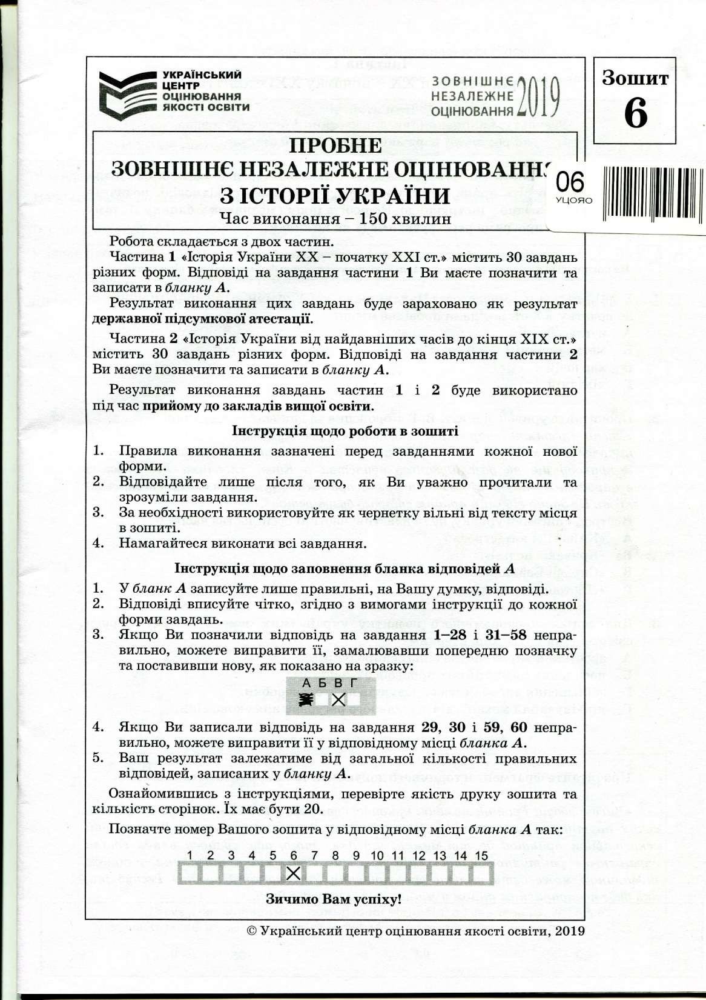 УКРАЇНСЬКИЙ
ЦЕНТР
ОЦІНЮВАННЯ
ЯКОСТІ ОСВІТИ
ЗОВНІШНЄ
НЕЗАЛЕЖНЕ
ОЦІНЮВАННЯ
2019
Зошит
6
ПРОБНЕ
ЗОВНІШНЄ НЕЗАЛЕЖНЕ ОЦІНЮВАННЯ
З ІСТОРІЇ УКРАЇНИ
Час виконання – 150 хвилин
06
УЦОЯО
Робота складається з двох частин.
Частина 1 «Історія України ХХ – початку ХХІ ст.» містить 30 завдань
різних форм. Відповіді на завдання частини 1 Ви маєте позначити та
записати в бланку А.
Результат виконання цих завдань буде зараховано як результат
державної підсумкової атестації.
Частина 2 «Історія України від найдавніших часів до кінця ХІХ ст.»
містить 30 завдань різних форм. Відповіді на завдання частини 2
Ви маєте позначити та записати в бланку А.
Результат виконання завдань частин 1 і 2 буде використано
під час прийому до закладів вищої освіти.
Інструкція щодо роботи в зошиті
1. Правила виконання зазначені перед завданнями кожної нової
форми.
2. Відповідайте лише після того, як Ви уважно прочитали та
зрозуміли завдання.
3. За необхідності використовуйте як чернетку вільні від тексту місця
в зошиті.
4. Намагайтеся виконати всі завдання.
Інструкція щодо заповнення бланка відповідей А
1. У бланк А записуйте лише правильні, на Вашу думку, відповіді.
2. Відповіді вписуйте чітко, згідно з вимогами інструкції до кожної
форми завдань.
3. Якщо Ви позначили відповідь на завдання 1–28 і 31–58 непра-
вильно, можете виправити її, замалювавши попередню позначку
та поставивши нову, як показано на зразку:
А Б В Г
4. Якщо Ви записали відповідь на завдання 29, 30 і 59, 60 непра-
вильно, можете виправити її у відповідному місці бланка А.
5. Ваш результат залежатиме від загальної кількості правильних
відповідей, записаних у бланку А.
Ознайомившись з інструкціями, перевірте якість друку зошита та
кількість сторінок. Їх має бути 20.
Позначте номер Вашого зошита у відповідному місці бланка А так:
1 2 3 4 5 6 7 8 9 10 11 12 13 14 15
Зичимо Вам успіху!
© Український центр оцінювання якості освіти, 2019